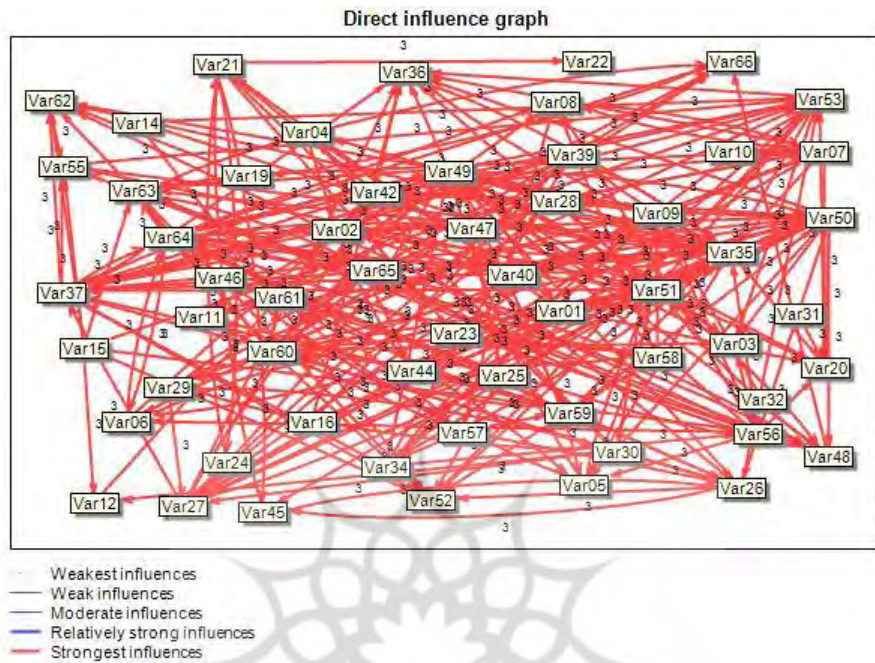 Direct influence graph
3
Var21 Var22 Var66
Var36
Var62 Var08 Var53
Var14 Var04
Var55 Var39 Var10 Var07
Var19 Var49
Var63 Var42 Var28
Var02 Var47 Var09 Var50
Var64 Var35
Var46 Var65 Var40
Var37 Var61 Var51
Var11 Var01 Var31
Var23
Var15 Var60 Var58 Var03
Var44 Var25 Var20
Var29 Var32
Var06 Var16 Var59
Var57 Var56
Var24 Var34 Var30 Var48
Var05 Var26
Var12 Var27 Var45 Var52
3
Weakest influences
Weak influences
Moderate influences
Relatively strong influences
Strongest influences